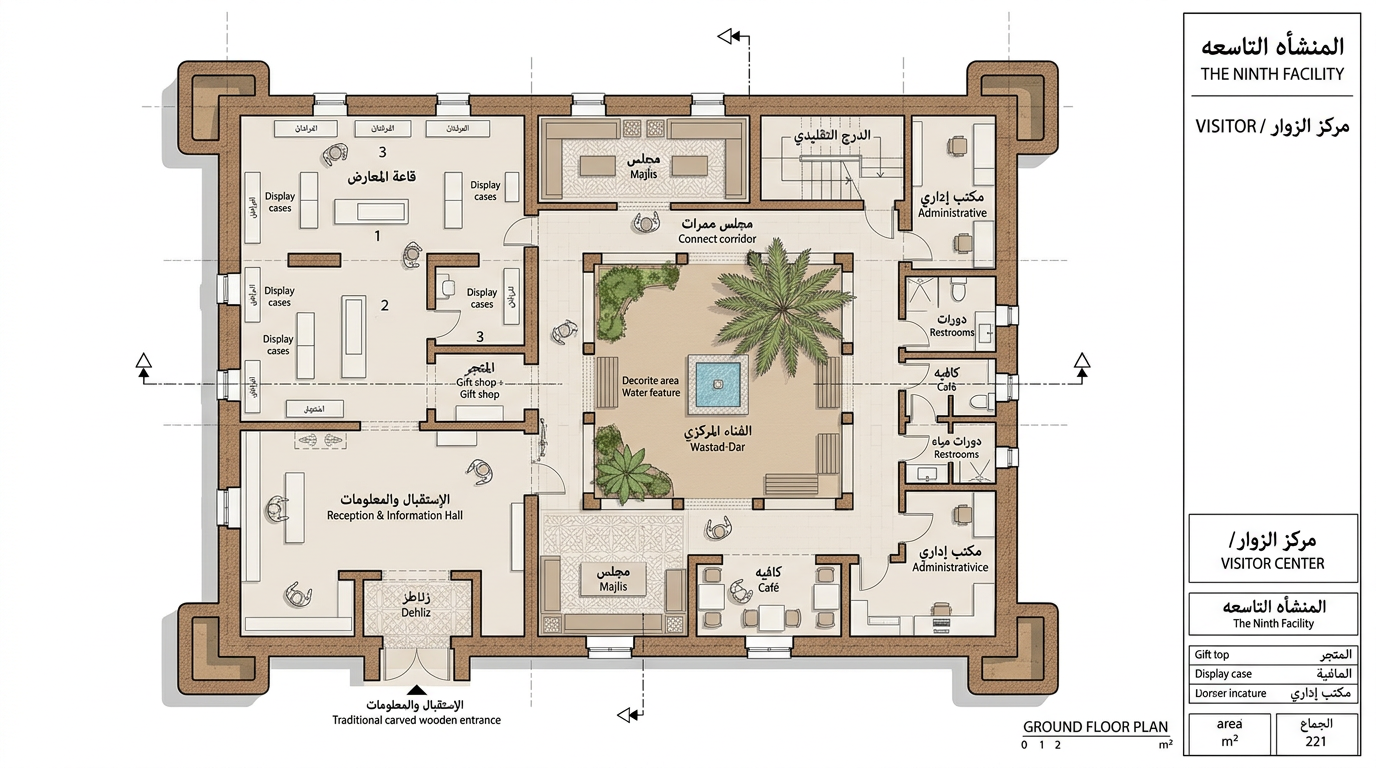 المنشأه التاسعه
THE NINTH FACILITY
VISITOR / مركز الزوار
3
قاعة المعارض
Display
cases
Display
cases
1
Display
cases
2
Display
cases
Display
cases
3
المتجر
Gift shop
Gift shop
مجلس
Majlis
الدرج التقليدي
مكتب إداري
Administrative
مجلس ممرات
Connect corridor
دورات
Restrooms
Decorite area
Water feature
كافيه
Café
الفناه المركزي
Wastad-Dar
دورات مياه
Restrooms
الإستقبال والمعلومات
Reception & Information Hall
مكتب إداري
Administrativice
مجلس
Majlis
كافيه
Café
Dehliz
الإستقبال والمعلومات
Traditional carved wooden entrance
GROUND FLOOR PLAN
0 1 2 m²
مركز الزوار/
VISITOR CENTER
المنشأه التاسعه
The Ninth Facility
Gift top المتجر
Display case
incature مكتب إداري
area
m²
الجماع
221